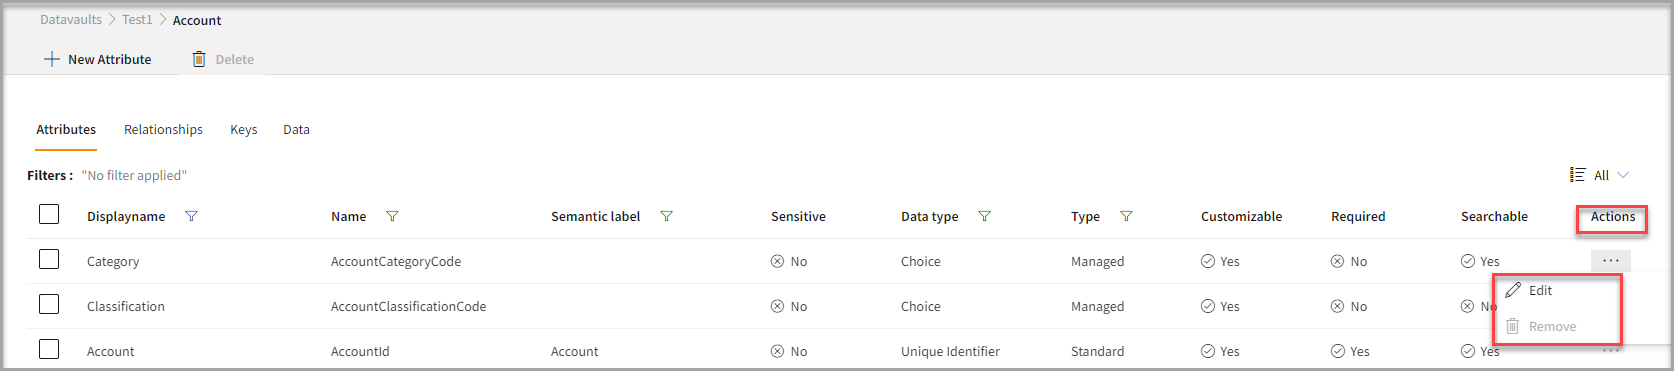 Datavaults > Test1 > Account
New Attribute Delete
Attributes Relationships Keys Data
Filters : "No filter applied" All
Displayname Name Semantic label Sensitive Data type Type Customizable Required Searchable Actions
Category AccountCategoryCode No Choice Managed Yes No Yes ...
Edit
Classification AccountClassificationCode No Choice Managed Yes No No
Remove
Account AccountId Account No Unique Identifier Standard Yes Yes Yes ...